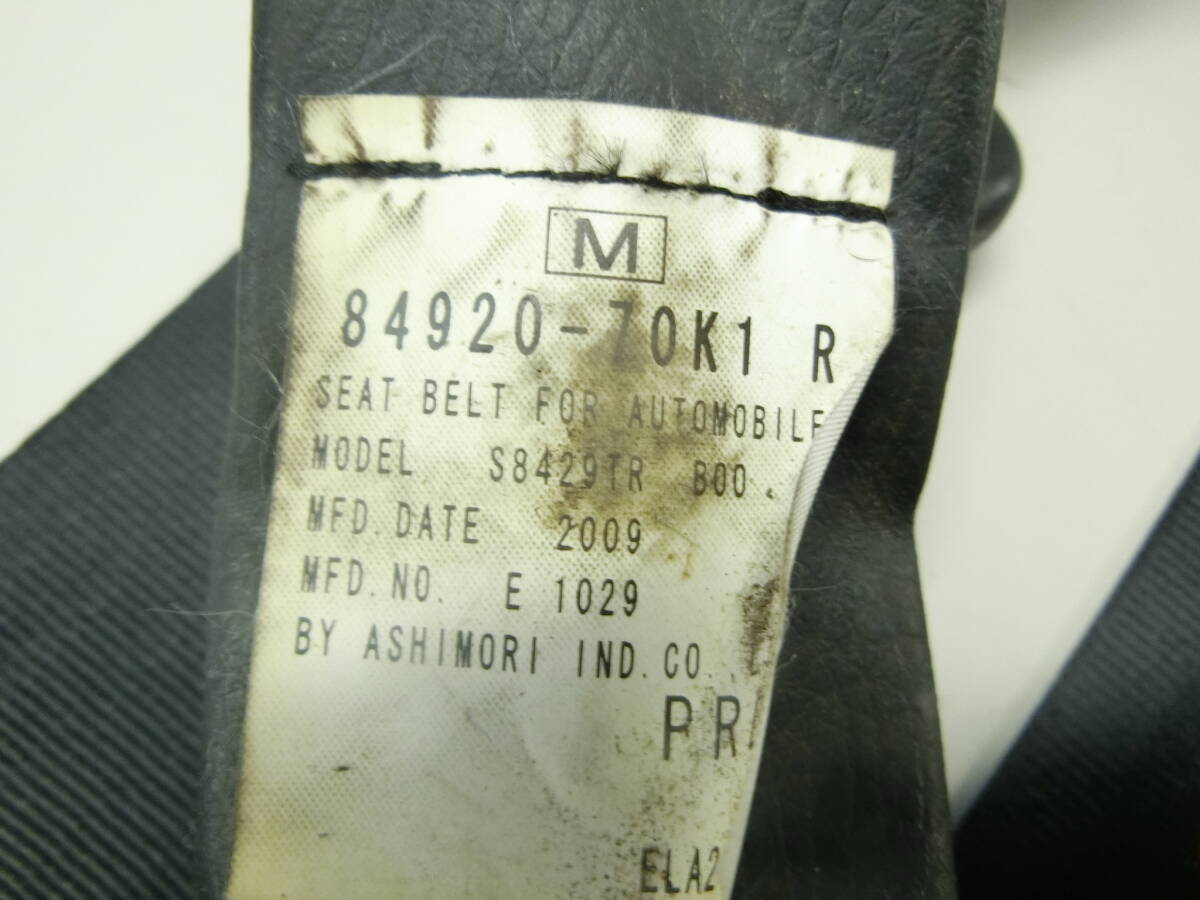 M
84920-70K1 R
SEAT BELT FOR AUTOMOBILE
MODEL S8429TR B00
MFD.DATE 2009
MFD.NO. E 1029
BY ASHIMORI IND.CO.
PR
ELA2